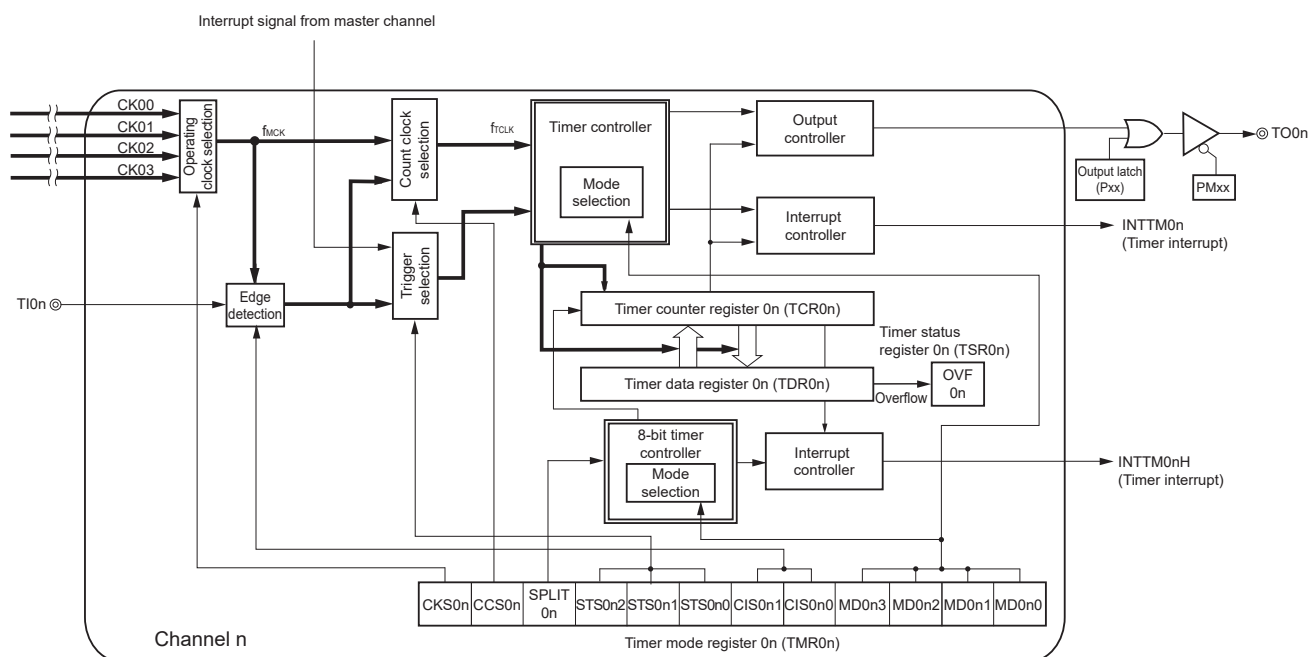 Interrupt signal from master channel
CK00
CK01
CK02
CK03
Operating
clock selection
fMCK
Count clock
selection
fTCLK
Timer controller
Mode
selection
Output
controller
TO0n
Output latch
(Pxx)
PMxx
Interrupt
controller
INTTM0n
(Timer interrupt)
Trigger
selection
TI0n
Edge
detection
Timer counter register 0n (TCR0n)
Timer status
register 0n (TSR0n)
Timer data register 0n (TDR0n)
OVF
0n
Overflow
8-bit timer
controller
Mode
selection
Interrupt
controller
INTTM0nH
(Timer interrupt)
CKS0n
CCS0n
SPLIT
0n
STS0n2
STS0n1
STS0n0
CIS0n1
CIS0n0
MD0n3
MD0n2
MD0n1
MD0n0
Channel n
Timer mode register 0n (TMR0n)